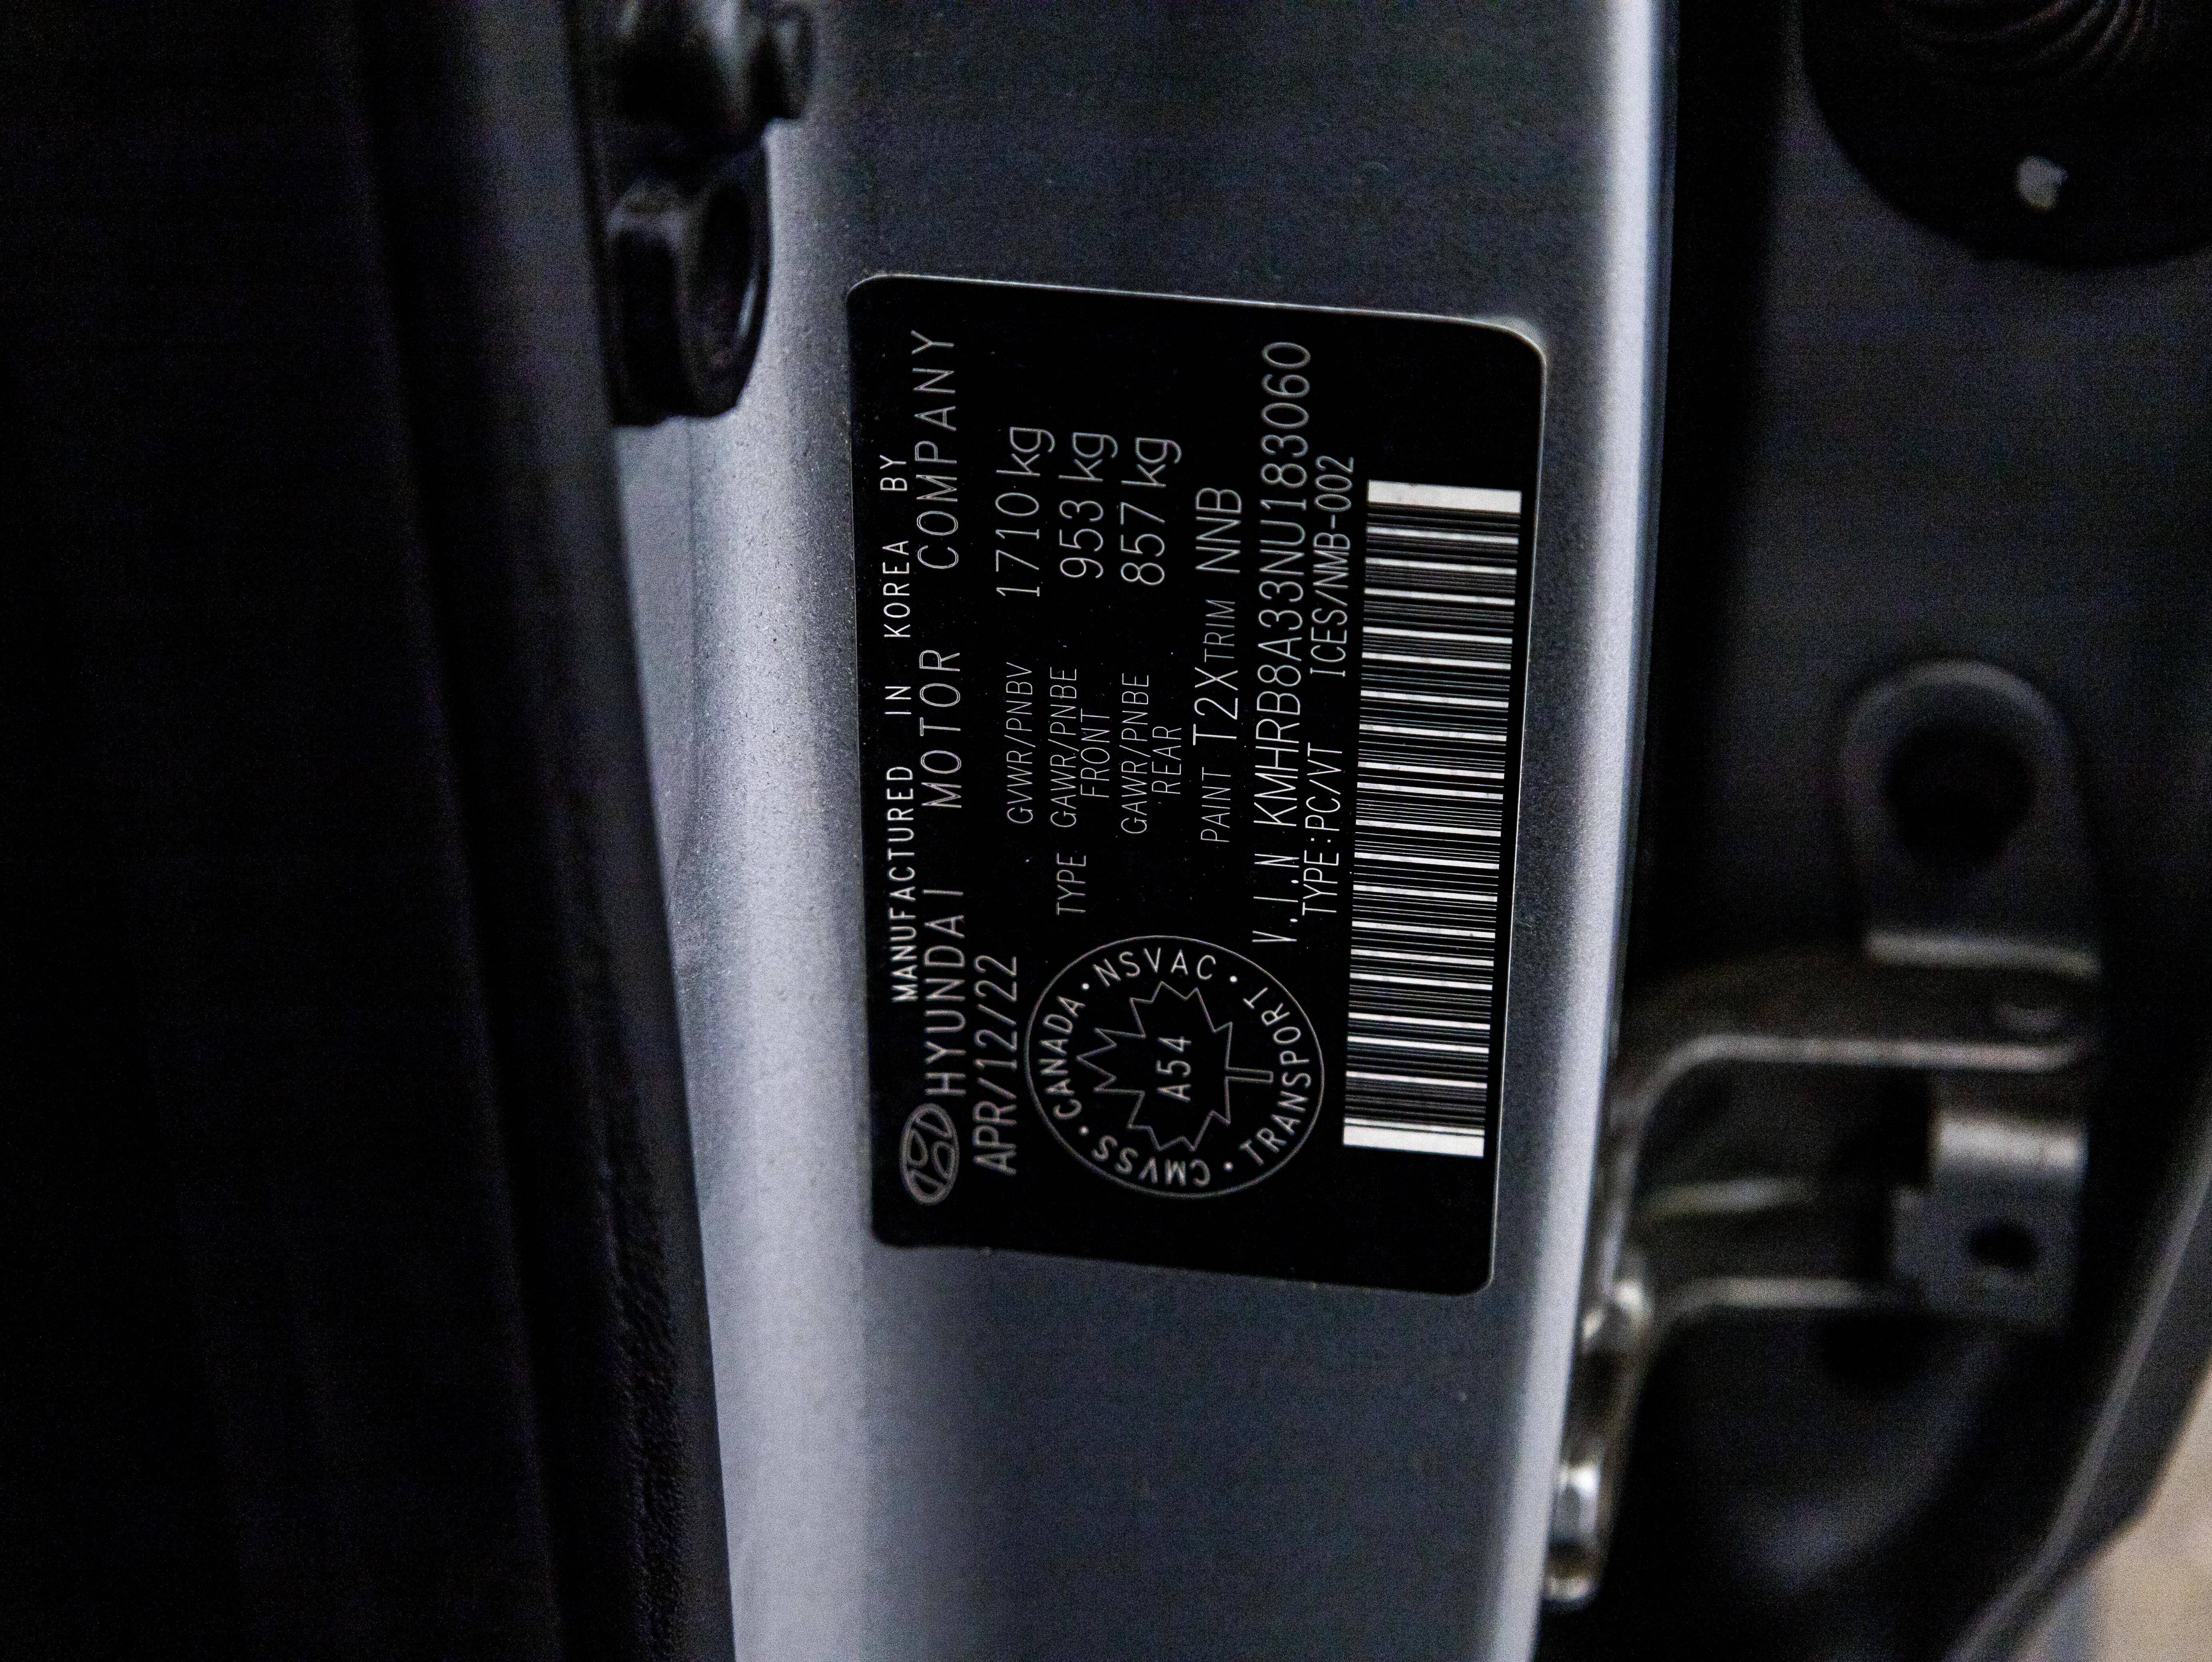 MANUFACTURED IN KOREA BY
HYUNDAI MOTOR COMPANY
APR/12/22
GVWR/PNBV 1710 kg
TYPE GAWR/PNBE FRONT 953 kg
GAWR/PNBE REAR 857 kg
PAINT T2X TRIM NNB
V.I.N KMHRB8A33NU183060
TYPE:PC/VT ICES/NMB-002
CANADA • NSVAC • TRANSPORT • CMVSS •
A54